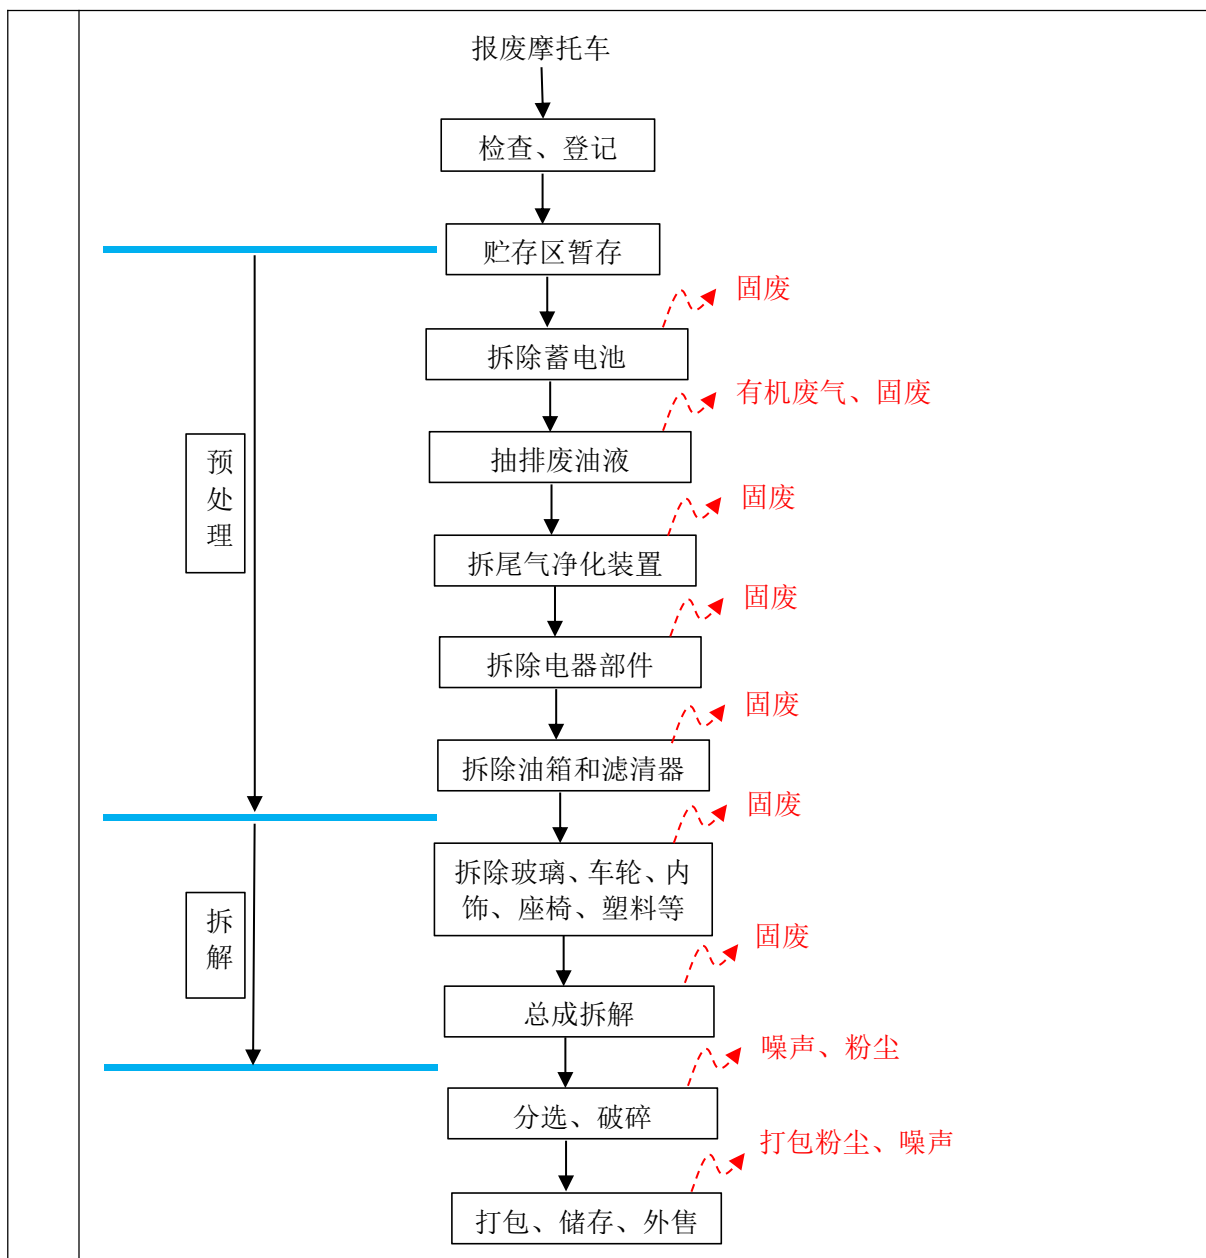 报废摩托车
检查、登记
贮存区暂存
固废
拆除蓄电池
有机废气、固废
抽排废油液
固废
预
处
理
拆尾气净化装置
固废
拆除电器部件
固废
拆除油箱和滤清器
固废
拆除玻璃、车轮、内
饰、座椅、塑料等
拆
解
固废
总成拆解
噪声、粉尘
分选、破碎
打包粉尘、噪声
打包、储存、外售